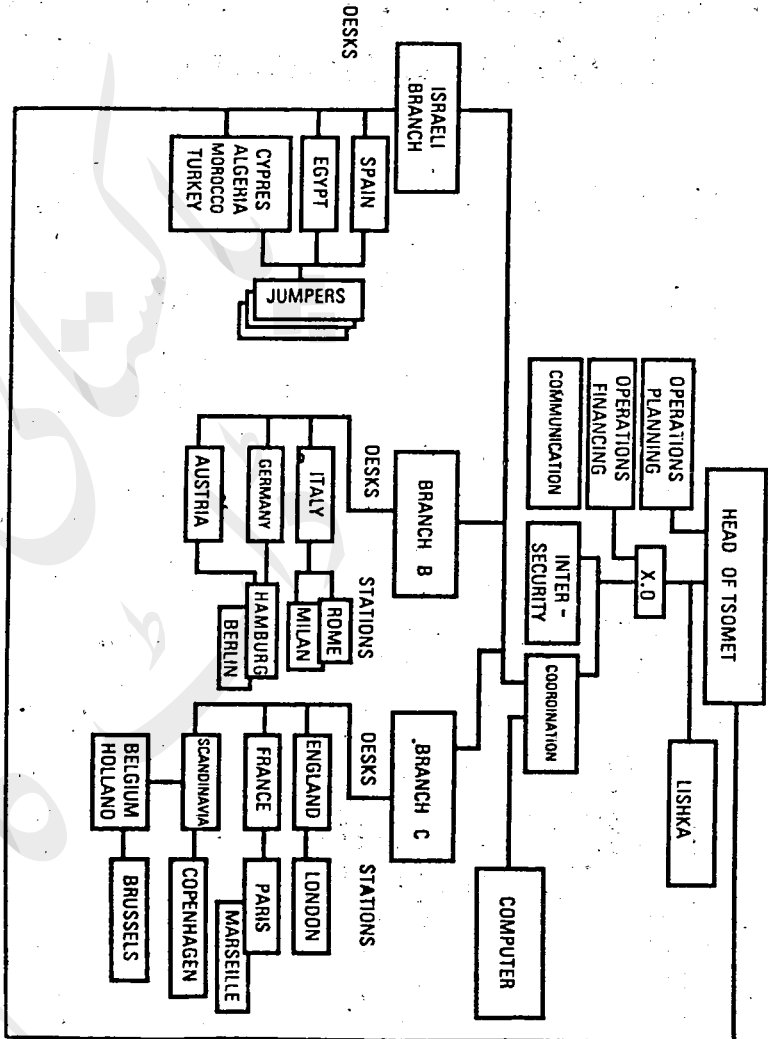 HEAD OF TSOMET
LISHKA
OPERATIONS
PLANNING
X.O
OPERATIONS
FINANCING
COMMUNICATION
INTER -
SECURITY
COORDINATION
COMPUTER
ISRAELI
BRANCH
DESKS
SPAIN
EGYPT
CYPRES
ALGERIA
MOROCCO
TURKEY
JUMPERS
BRANCH B
DESKS
STATIONS
ITALY
ROME
MILAN
GERMANY
HAMBURG
BERLIN
AUSTRIA
BRANCH C
DESKS
STATIONS
ENGLAND
LONDON
FRANCE
PARIS
MARSEILLE
SCANDINAVIA
COPENHAGEN
BELGIUM
HOLLAND
BRUSSELS